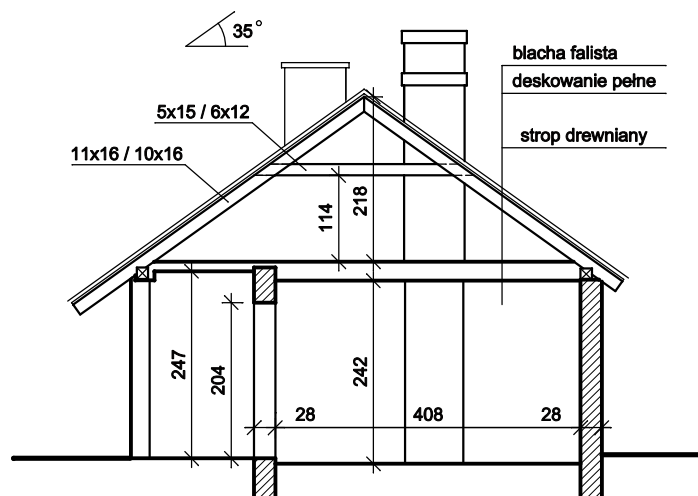 35°
blacha falista
deskowanie pełne
5x15 / 6x12
strop drewniany
11x16 / 10x16
218
114
247
204
242
28
408
28